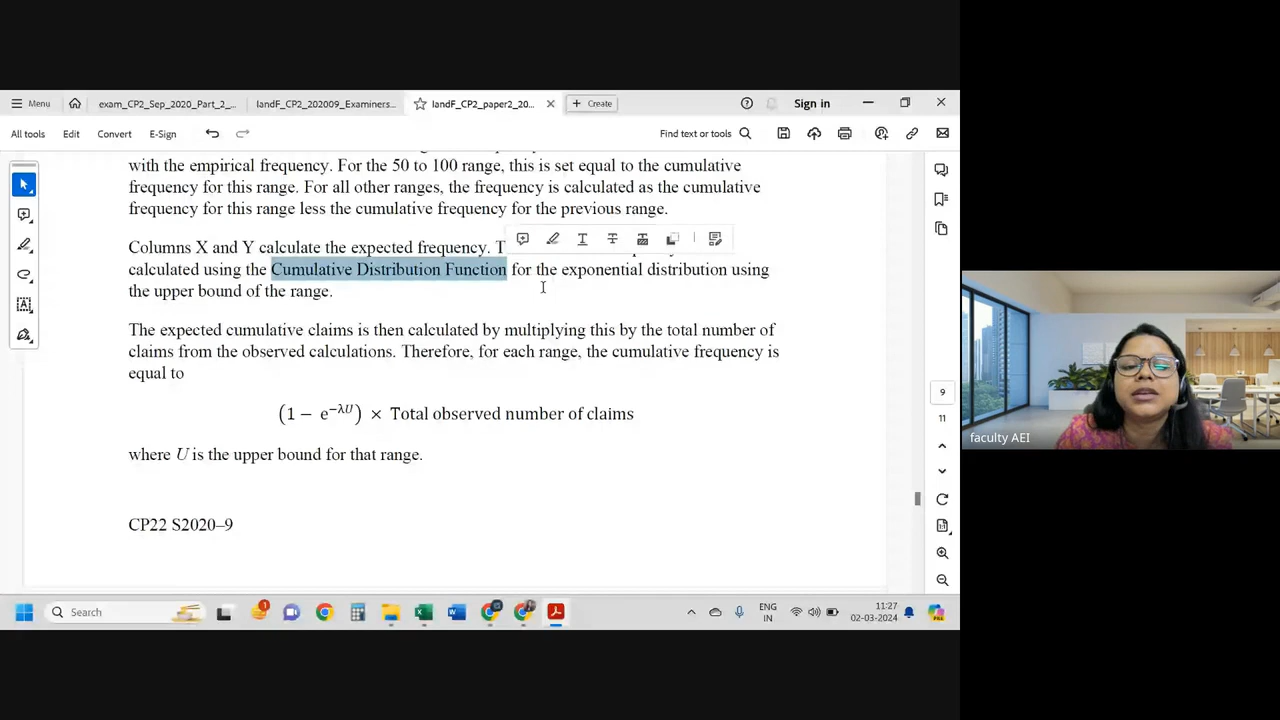 Menu
exam_CP2_Sep_2020_Part_2_...
IandF_CP2_202009_Examiners...
IandF_CP2_paper2_20...
Create
Sign in
All tools
Edit
Convert
E-Sign
Find text or tools
with the empirical frequency. For the 50 to 100 range, this is set equal to the cumulative
frequency for this range. For all other ranges, the frequency is calculated as the cumulative
frequency for this range less the cumulative frequency for the previous range.
Columns X and Y calculate the expected frequency. T
calculated using the Cumulative Distribution Function for the exponential distribution using
the upper bound of the range.
The expected cumulative claims is then calculated by multiplying this by the total number of
claims from the observed calculations. Therefore, for each range, the cumulative frequency is
equal to
(1 − e^−λU) × Total observed number of claims
where U is the upper bound for that range.
CP22 S2020–9
9
11
faculty AEI
Search
ENG
IN
11:27
02-03-2024